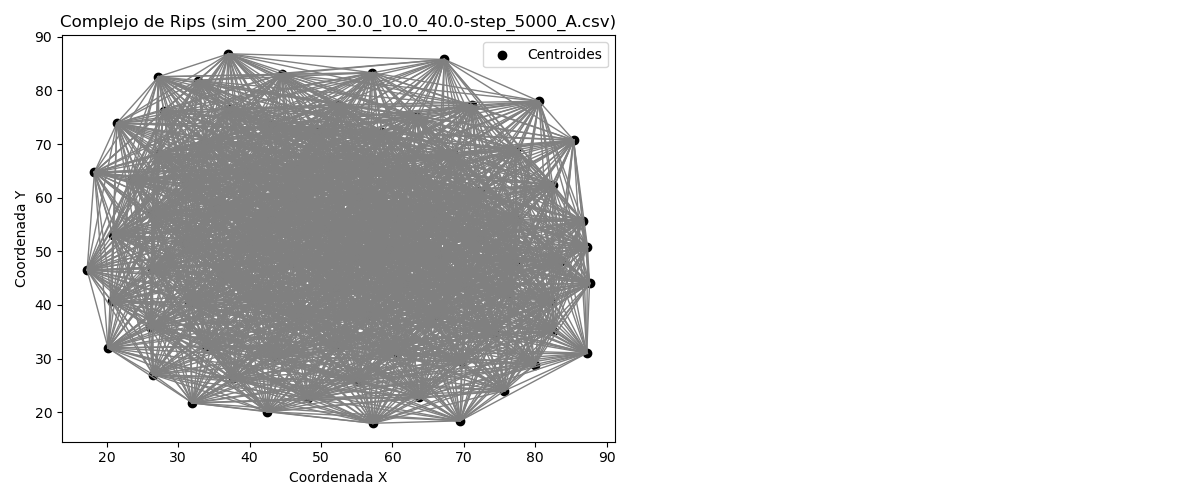 Complejo de Rips (sim_200_200_30.0_10.0_40.0-step_5000_A.csv)
Centroides
90
80
70
60
50
40
30
20
Coordenada Y
20 30 40 50 60 70 80 90
Coordenada X